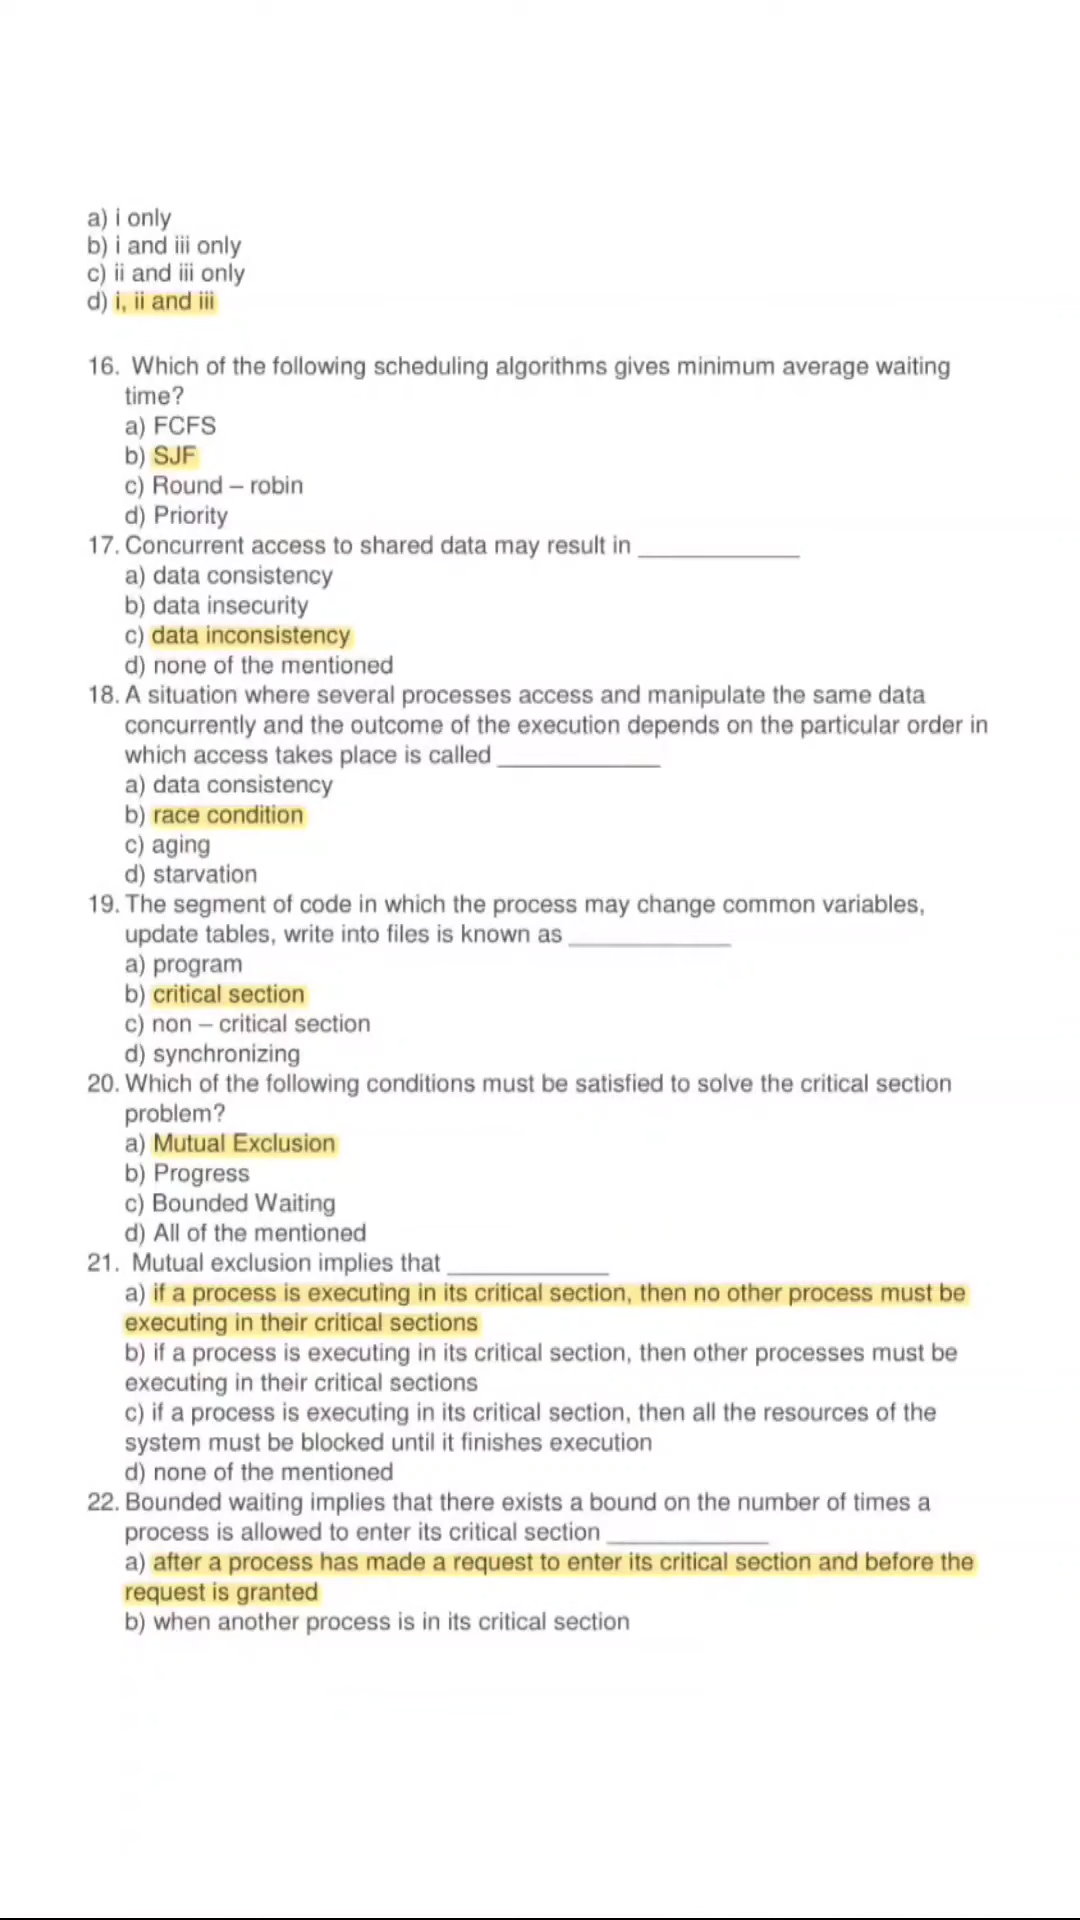 a) i only
b) i and iii only
c) ii and iii only
d) i, ii and iii
16. Which of the following scheduling algorithms gives minimum average waiting
time?
a) FCFS
b) SJF
c) Round – robin
d) Priority
17. Concurrent access to shared data may result in ____________
a) data consistency
b) data insecurity
c) data inconsistency
d) none of the mentioned
18. A situation where several processes access and manipulate the same data
concurrently and the outcome of the execution depends on the particular order in
which access takes place is called ____________
a) data consistency
b) race condition
c) aging
d) starvation
19. The segment of code in which the process may change common variables,
update tables, write into files is known as ____________
a) program
b) critical section
c) non – critical section
d) synchronizing
20. Which of the following conditions must be satisfied to solve the critical section
problem?
a) Mutual Exclusion
b) Progress
c) Bounded Waiting
d) All of the mentioned
21. Mutual exclusion implies that ____________
a) if a process is executing in its critical section, then no other process must be
executing in their critical sections
b) if a process is executing in its critical section, then other processes must be
executing in their critical sections
c) if a process is executing in its critical section, then all the resources of the
system must be blocked until it finishes execution
d) none of the mentioned
22. Bounded waiting implies that there exists a bound on the number of times a
process is allowed to enter its critical section ____________
a) after a process has made a request to enter its critical section and before the
request is granted
b) when another process is in its critical section